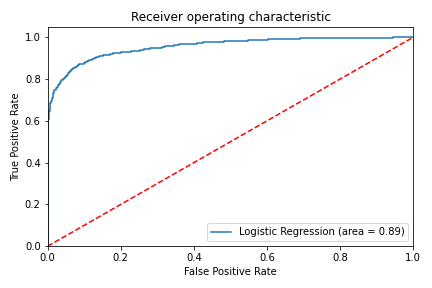 Receiver operating characteristic
True Positive Rate
1.0
0.8
0.6
0.4
0.2
0.0
Logistic Regression (area = 0.89)
0.0 0.2 0.4 0.6 0.8 1.0
False Positive Rate